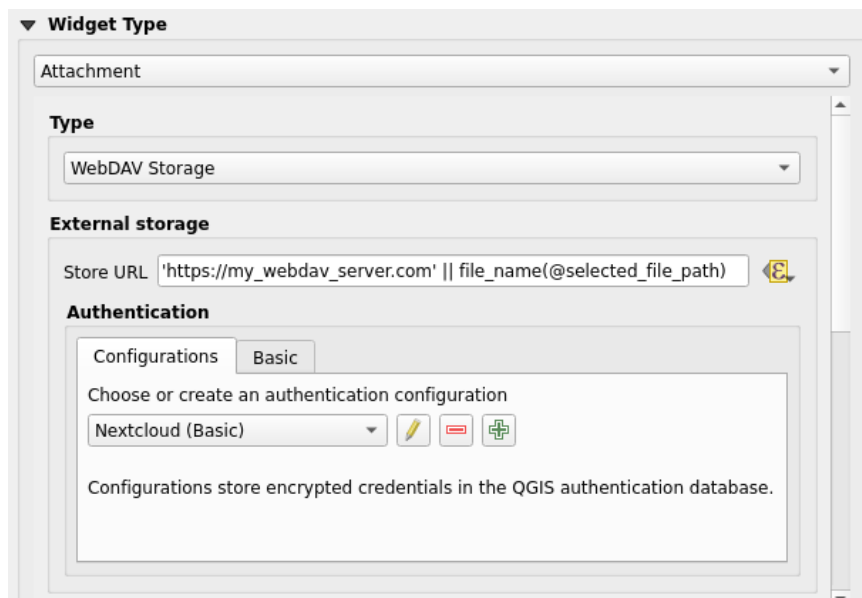 Widget Type
Attachment
Type
WebDAV Storage
External storage
Store URL 'https://my_webdav_server.com' || file_name(@selected_file_path)
Authentication
Configurations Basic
Choose or create an authentication configuration
Nextcloud (Basic)
Configurations store encrypted credentials in the QGIS authentication database.